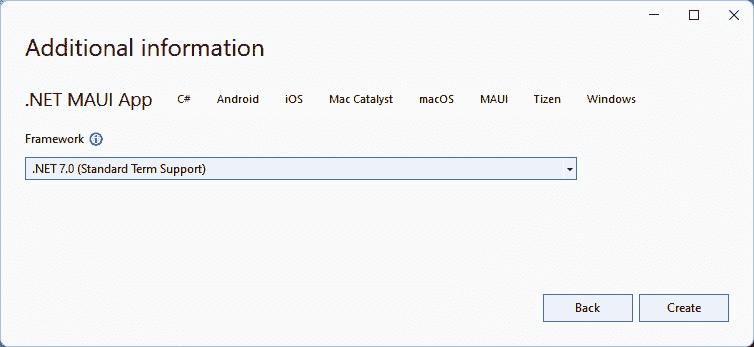 Additional information
.NET MAUI App C# Android iOS Mac Catalyst macOS MAUI Tizen Windows
Framework
.NET 7.0 (Standard Term Support)
Back Create